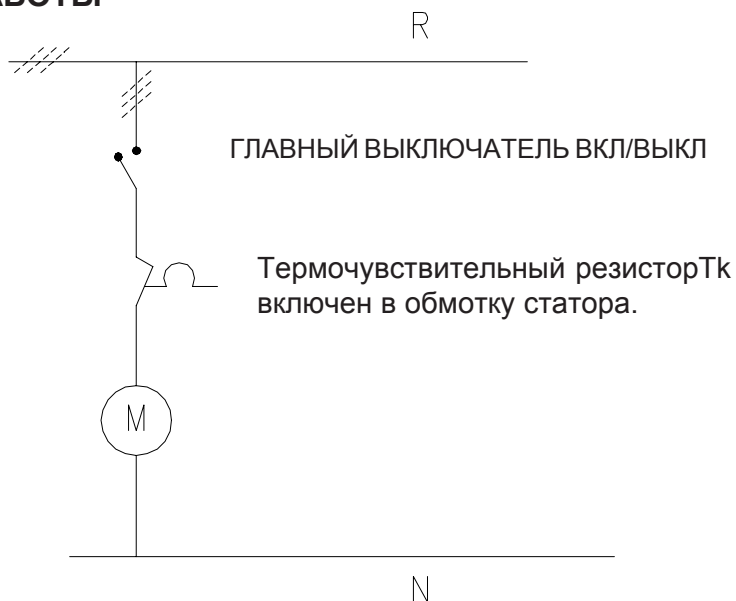 R
ГЛАВНЫЙ ВЫКЛЮЧАТЕЛЬ ВКЛ/ВЫКЛ
Термочувствительный резисторTk
включен в обмотку статора.
M
N